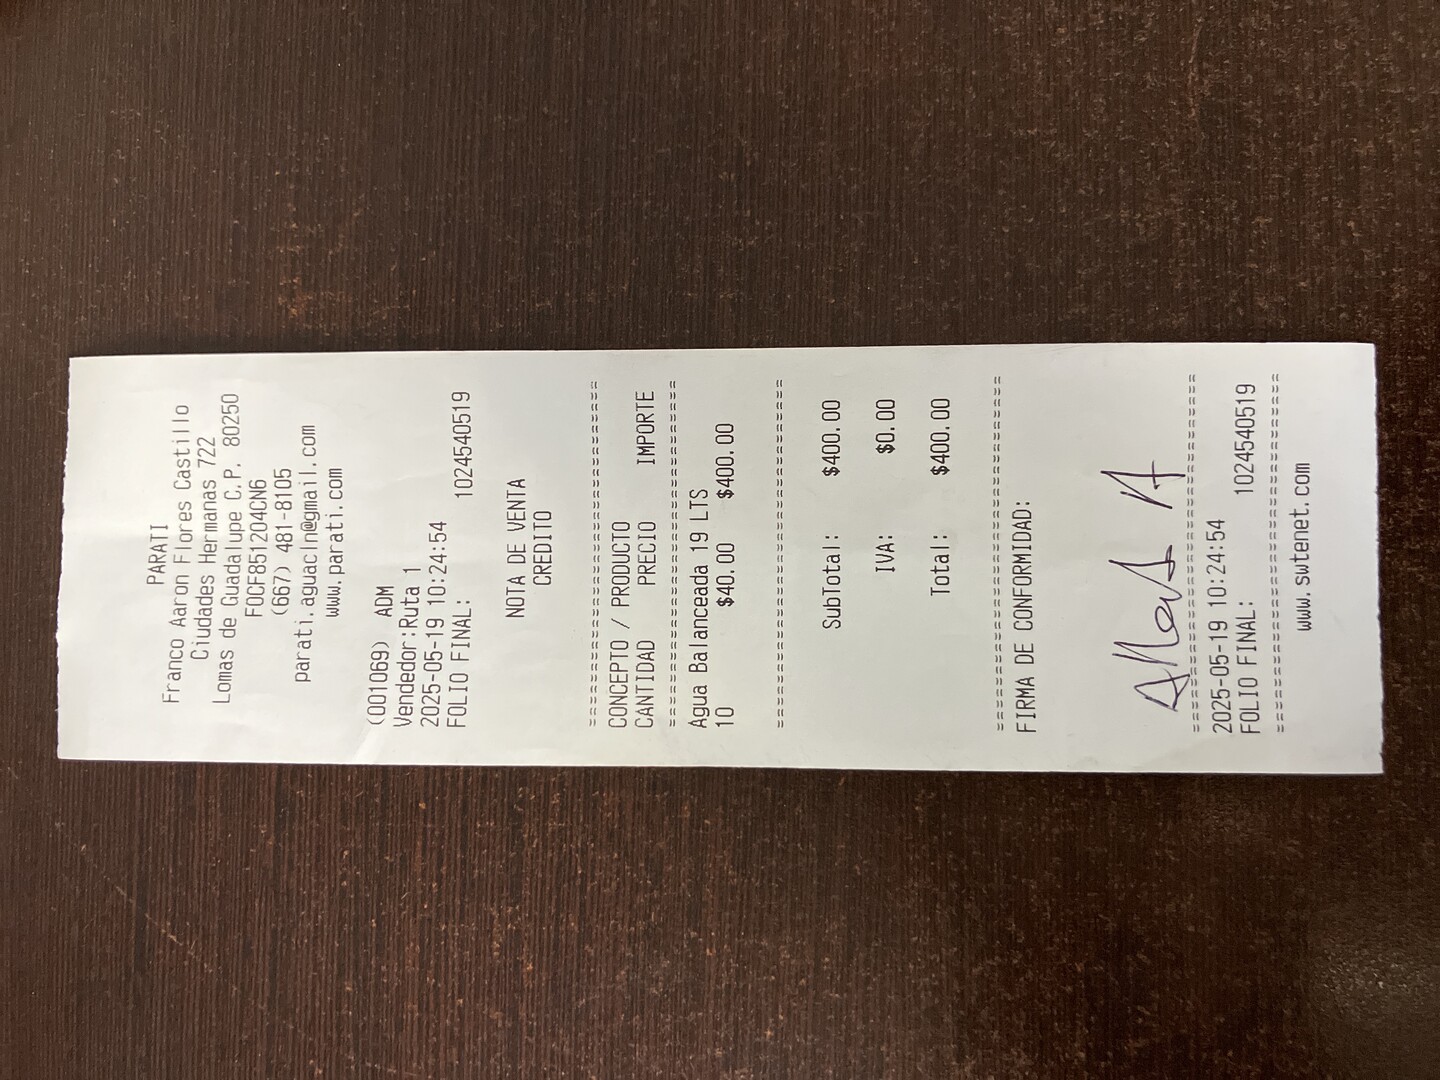 PARATI
Franco Aaron Flores Castillo
Ciudades Hermanas 722
Lomas de Guadalupe C.P. 80250
FOCF851204CN6
(667) 481-8105
parati.aguacln@gmail.com
www.parati.com
(001069) ADM
Vendedor:Ruta 1
2025-05-19 10:24:54
FOLIO FINAL: 1024540519
NOTA DE VENTA
CREDITO
==================================
CONCEPTO / PRODUCTO
CANTIDAD PRECIO IMPORTE
==================================
Agua Balanceada 19 LTS
10 $40.00 $400.00
==================================
SubTotal: $400.00
IVA: $0.00
Total: $400.00
==================================
FIRMA DE CONFORMIDAD:
==================================
2025-05-19 10:24:54
FOLIO FINAL: 1024540519
==================================
www.swtenet.com